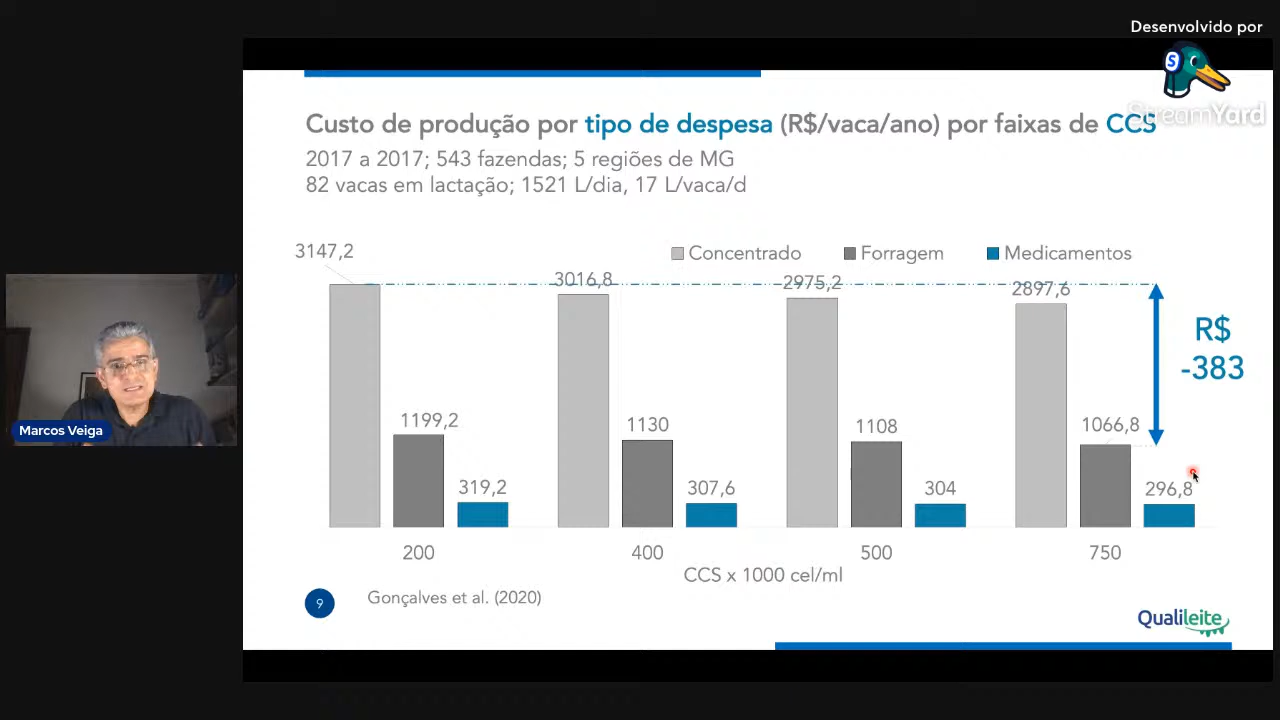 Desenvolvido por
StreamYard
Custo de produção por tipo de despesa (R$/vaca/ano) por faixas de CCS
2017 a 2017; 543 fazendas; 5 regiões de MG
82 vacas em lactação; 1521 L/dia, 17 L/vaca/d
Concentrado Forragem Medicamentos
3147,2
3016,8
2975,2
2897,6
R$
-383
1199,2
1130
1108
1066,8
319,2
307,6
304
296,8
200 400 500 750
CCS x 1000 cel/ml
9
Gonçalves et al. (2020)
Qualileite
Marcos Veiga